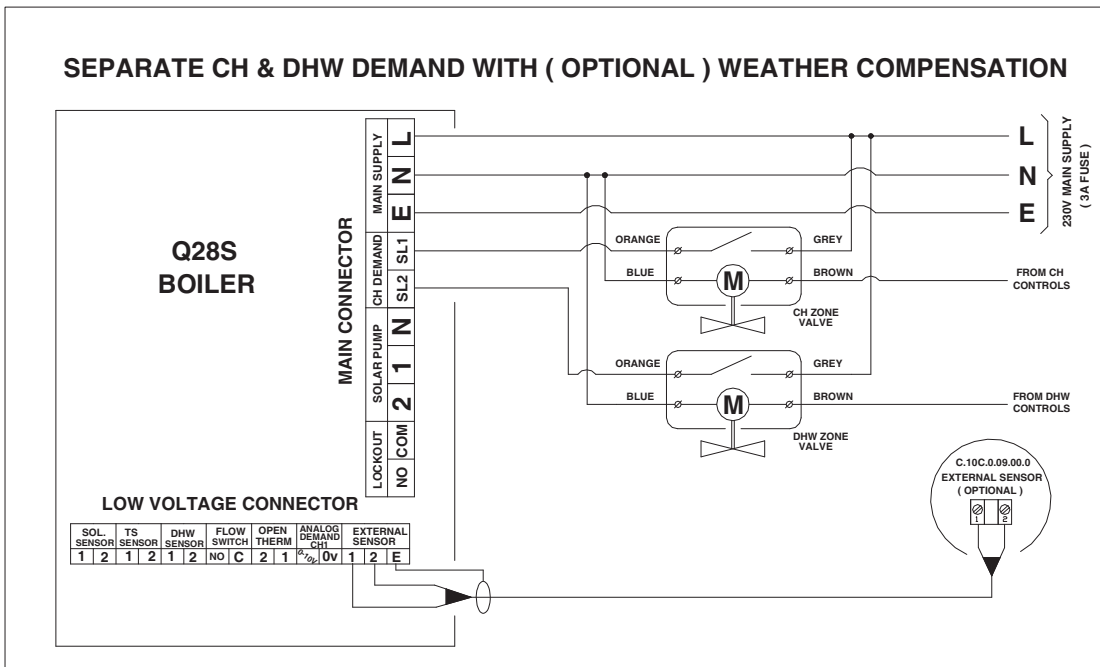 SEPARATE CH & DHW DEMAND WITH ( OPTIONAL ) WEATHER COMPENSATION
Q28S
BOILER
MAIN CONNECTOR
MAIN SUPPLY
L
N
E
CH DEMAND
SL1
SL2
SOLAR PUMP
N
1
2
LOCKOUT
COM
NO
L
N
E
230V MAIN SUPPLY
( 3A FUSE )
ORANGE
GREY
BLUE
M
BROWN
FROM CH
CONTROLS
CH ZONE
VALVE
ORANGE
GREY
BLUE
M
BROWN
FROM DHW
CONTROLS
DHW ZONE
VALVE
C.10C.0.09.00.0
EXTERNAL SENSOR
( OPTIONAL )
1 2
LOW VOLTAGE CONNECTOR
SOL.
SENSOR
TS
SENSOR
DHW
SENSOR
FLOW
SWITCH
OPEN
THERM
ANALOG
DEMAND
CH1
EXTERNAL
SENSOR
1 2 1 2 1 2 NO C 2 1 0-10V 0v 1 2 E